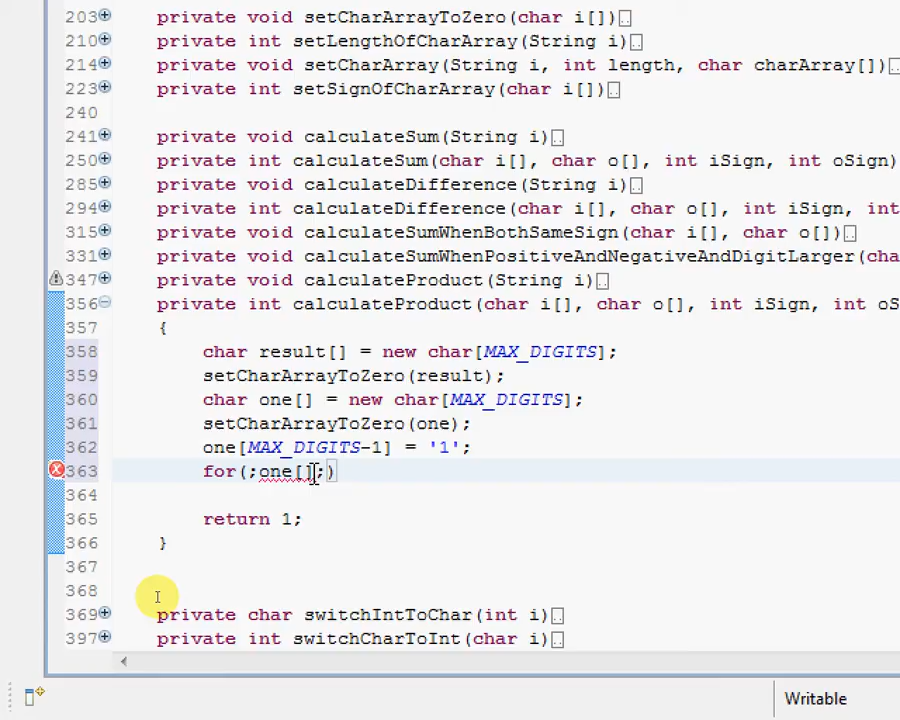 203 private void setCharArrayToZero(char i[])
210 private int setLengthOfCharArray(String i)
214 private void setCharArray(String i, int length, char charArray[])
223 private int setSignOfCharArray(char i[])
240
241 private void calculateSum(String i)
250 private int calculateSum(char i[], char o[], int iSign, int oSign)
285 private void calculateDifference(String i)
294 private int calculateDifference(char i[], char o[], int iSign, int
315 private void calculateSumWhenBothSameSign(char i[], char o[])
331 private void calculateSumWhenPositiveAndNegativeAndDigitLarger(cha
347 private void calculateProduct(String i)
356 private int calculateProduct(char i[], char o[], int iSign, int oS
357 {
358 char result[] = new char[MAX_DIGITS];
359 setCharArrayToZero(result);
360 char one[] = new char[MAX_DIGITS];
361 setCharArrayToZero(one);
362 one[MAX_DIGITS-1] = '1';
363 for(;one[];)
364
365 return 1;
366 }
367
368
369 private char switchIntToChar(int i)
397 private int switchCharToInt(char i)
Writable